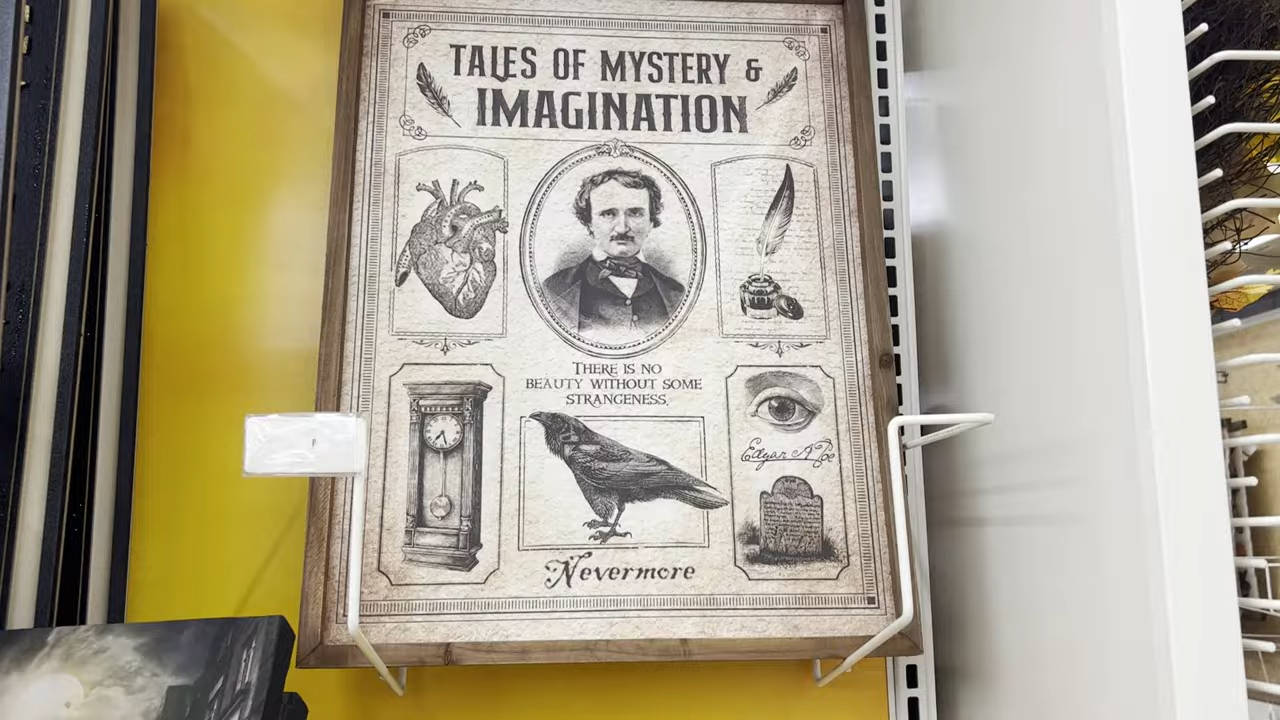 TALES OF MYSTERY &
IMAGINATION
THERE IS NO
BEAUTY WITHOUT SOME
STRANGENESS.
Edgar A Poe
Nevermore